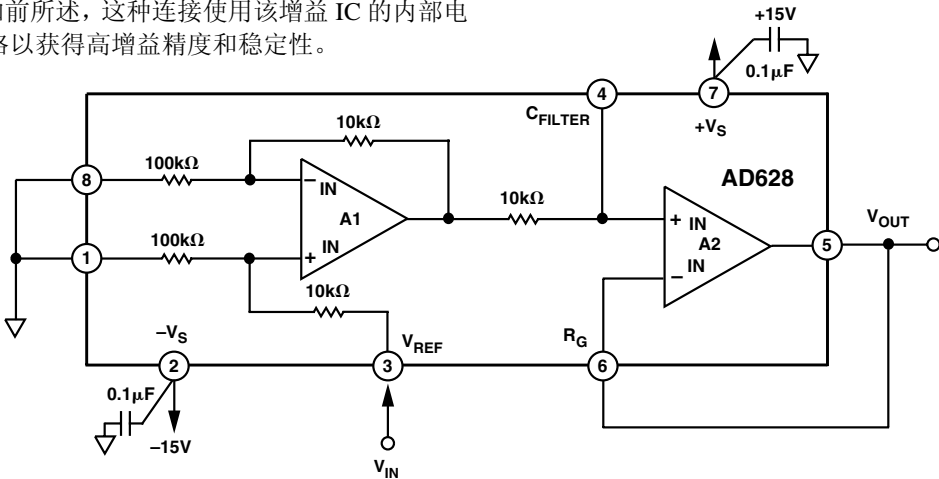 如前所述，这种连接使用该增益 IC 的内部电
路以获得高增益精度和稳定性。
+15V
0.1μF
4
7
CFILTER
+VS
10kΩ
100kΩ
8
–
IN
A1
10kΩ
AD628
+ IN
A2
IN
–
VOUT
5
100kΩ
1
IN
+
10kΩ
–VS
VREF
RG
2
3
6
0.1μF
–15V
VIN